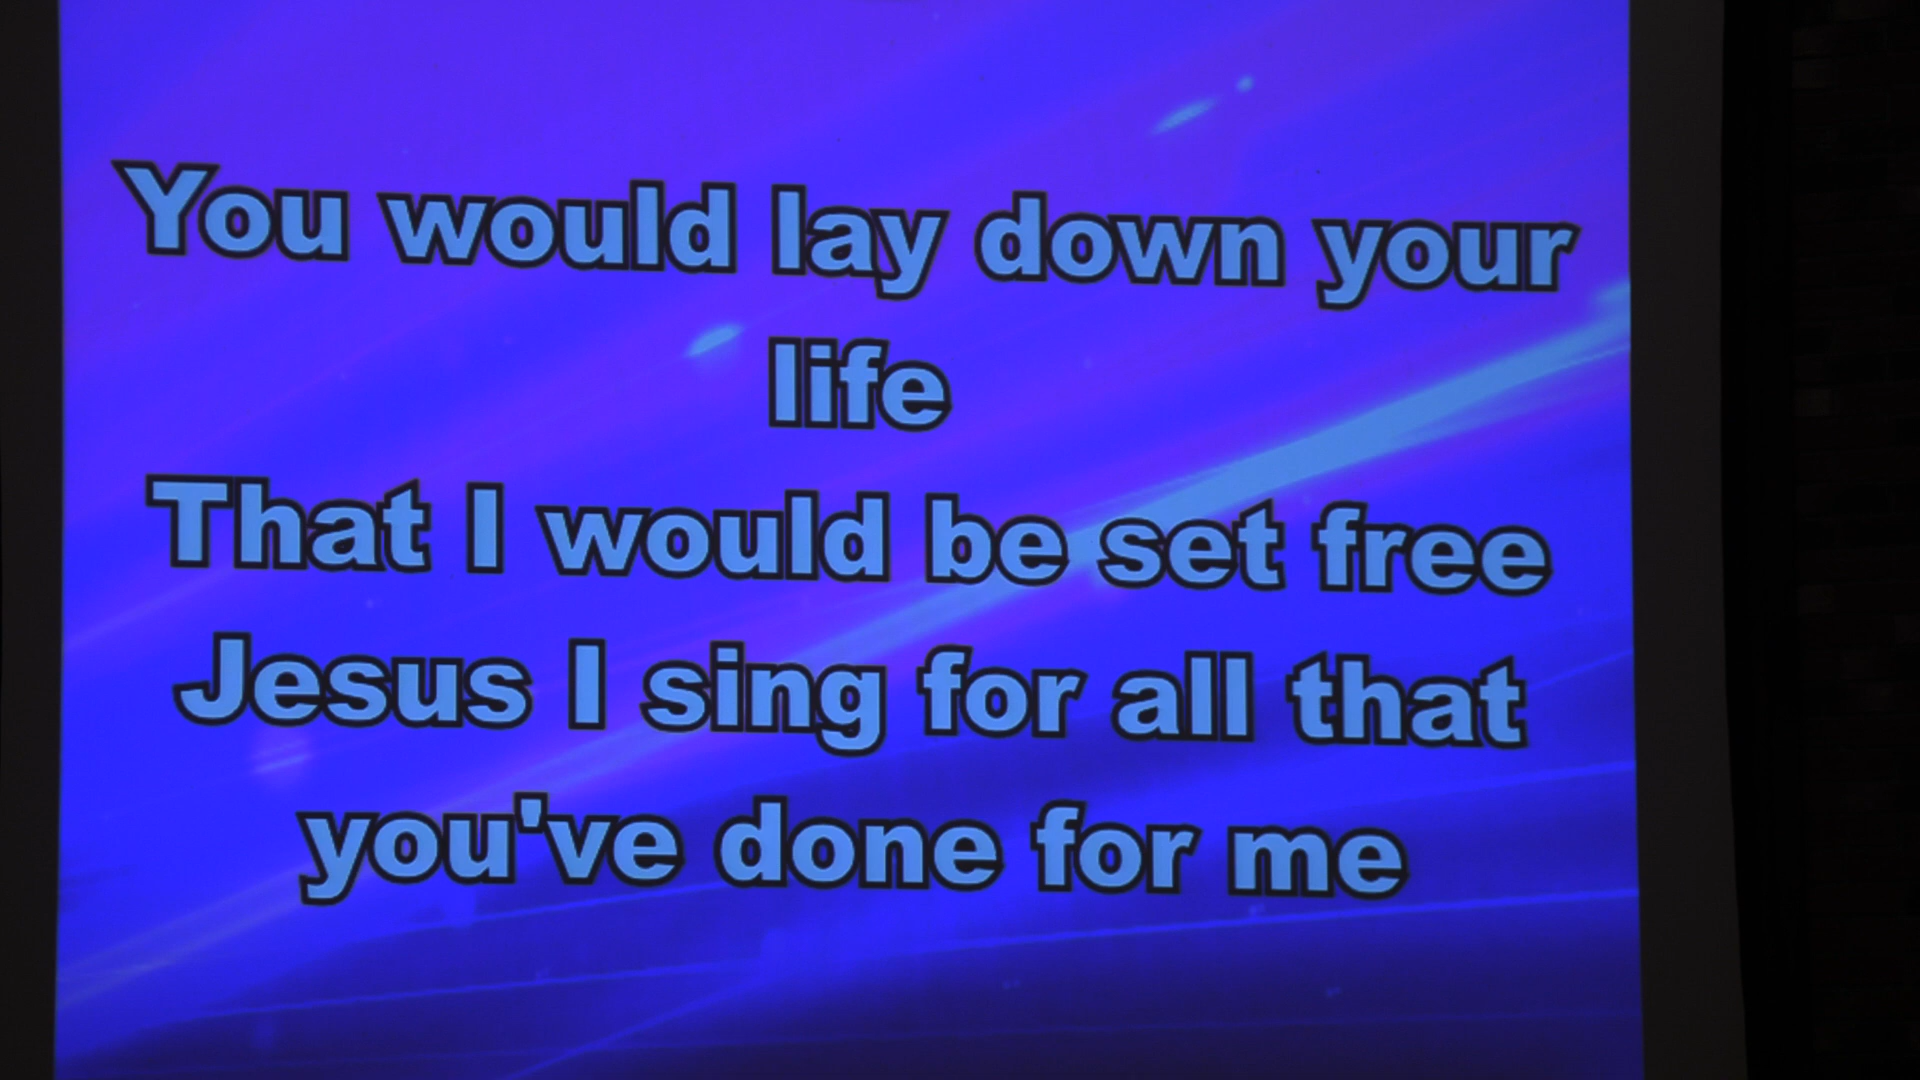 You would lay down your
life
That I would be set free
Jesus I sing for all that
you've done for me